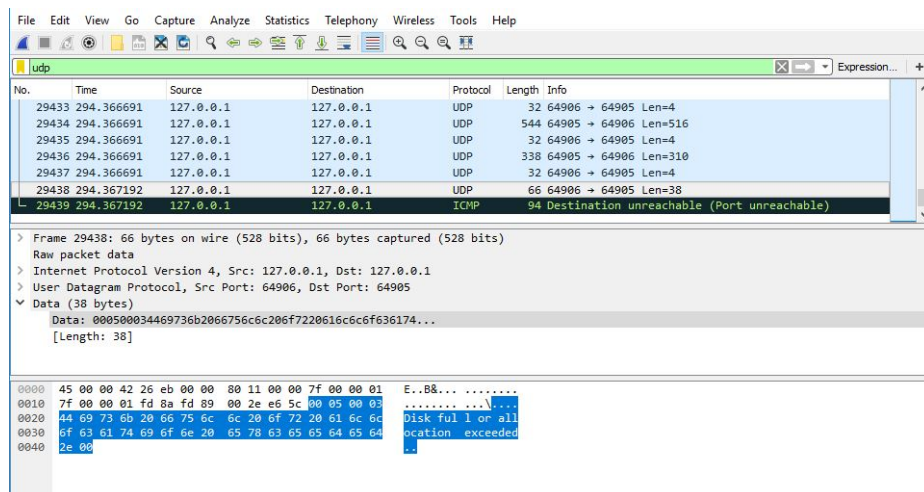 File Edit View Go Capture Analyze Statistics Telephony Wireless Tools Help
udp
Expression... +
No. Time Source Destination Protocol Length Info
29433 294.366691 127.0.0.1 127.0.0.1 UDP 32 64906 → 64905 Len=4
29434 294.366691 127.0.0.1 127.0.0.1 UDP 544 64905 → 64906 Len=516
29435 294.366691 127.0.0.1 127.0.0.1 UDP 32 64906 → 64905 Len=4
29436 294.366691 127.0.0.1 127.0.0.1 UDP 338 64905 → 64906 Len=310
29437 294.366691 127.0.0.1 127.0.0.1 UDP 32 64906 → 64905 Len=4
29438 294.367192 127.0.0.1 127.0.0.1 UDP 66 64906 → 64905 Len=38
29439 294.367192 127.0.0.1 127.0.0.1 ICMP 94 Destination unreachable (Port unreachable)
> Frame 29438: 66 bytes on wire (528 bits), 66 bytes captured (528 bits)
Raw packet data
> Internet Protocol Version 4, Src: 127.0.0.1, Dst: 127.0.0.1
> User Datagram Protocol, Src Port: 64906, Dst Port: 64905
Data (38 bytes)
Data: 000500034469736b2066756c6c206f7220616c6c6f636174...
[Length: 38]
0000 45 00 00 42 26 eb 00 00 80 11 00 00 7f 00 00 01 E..B&... ........
0010 7f 00 00 01 fd 8a fd 89 00 2e e6 5c 00 05 00 03 ........ ...\....
0020 44 69 73 6b 20 66 75 6c 6c 20 6f 72 20 61 6c 6c Disk ful l or all
0030 6f 63 61 74 69 6f 6e 20 65 78 63 65 65 64 65 64 ocation exceeded
0040 2e 00 ..